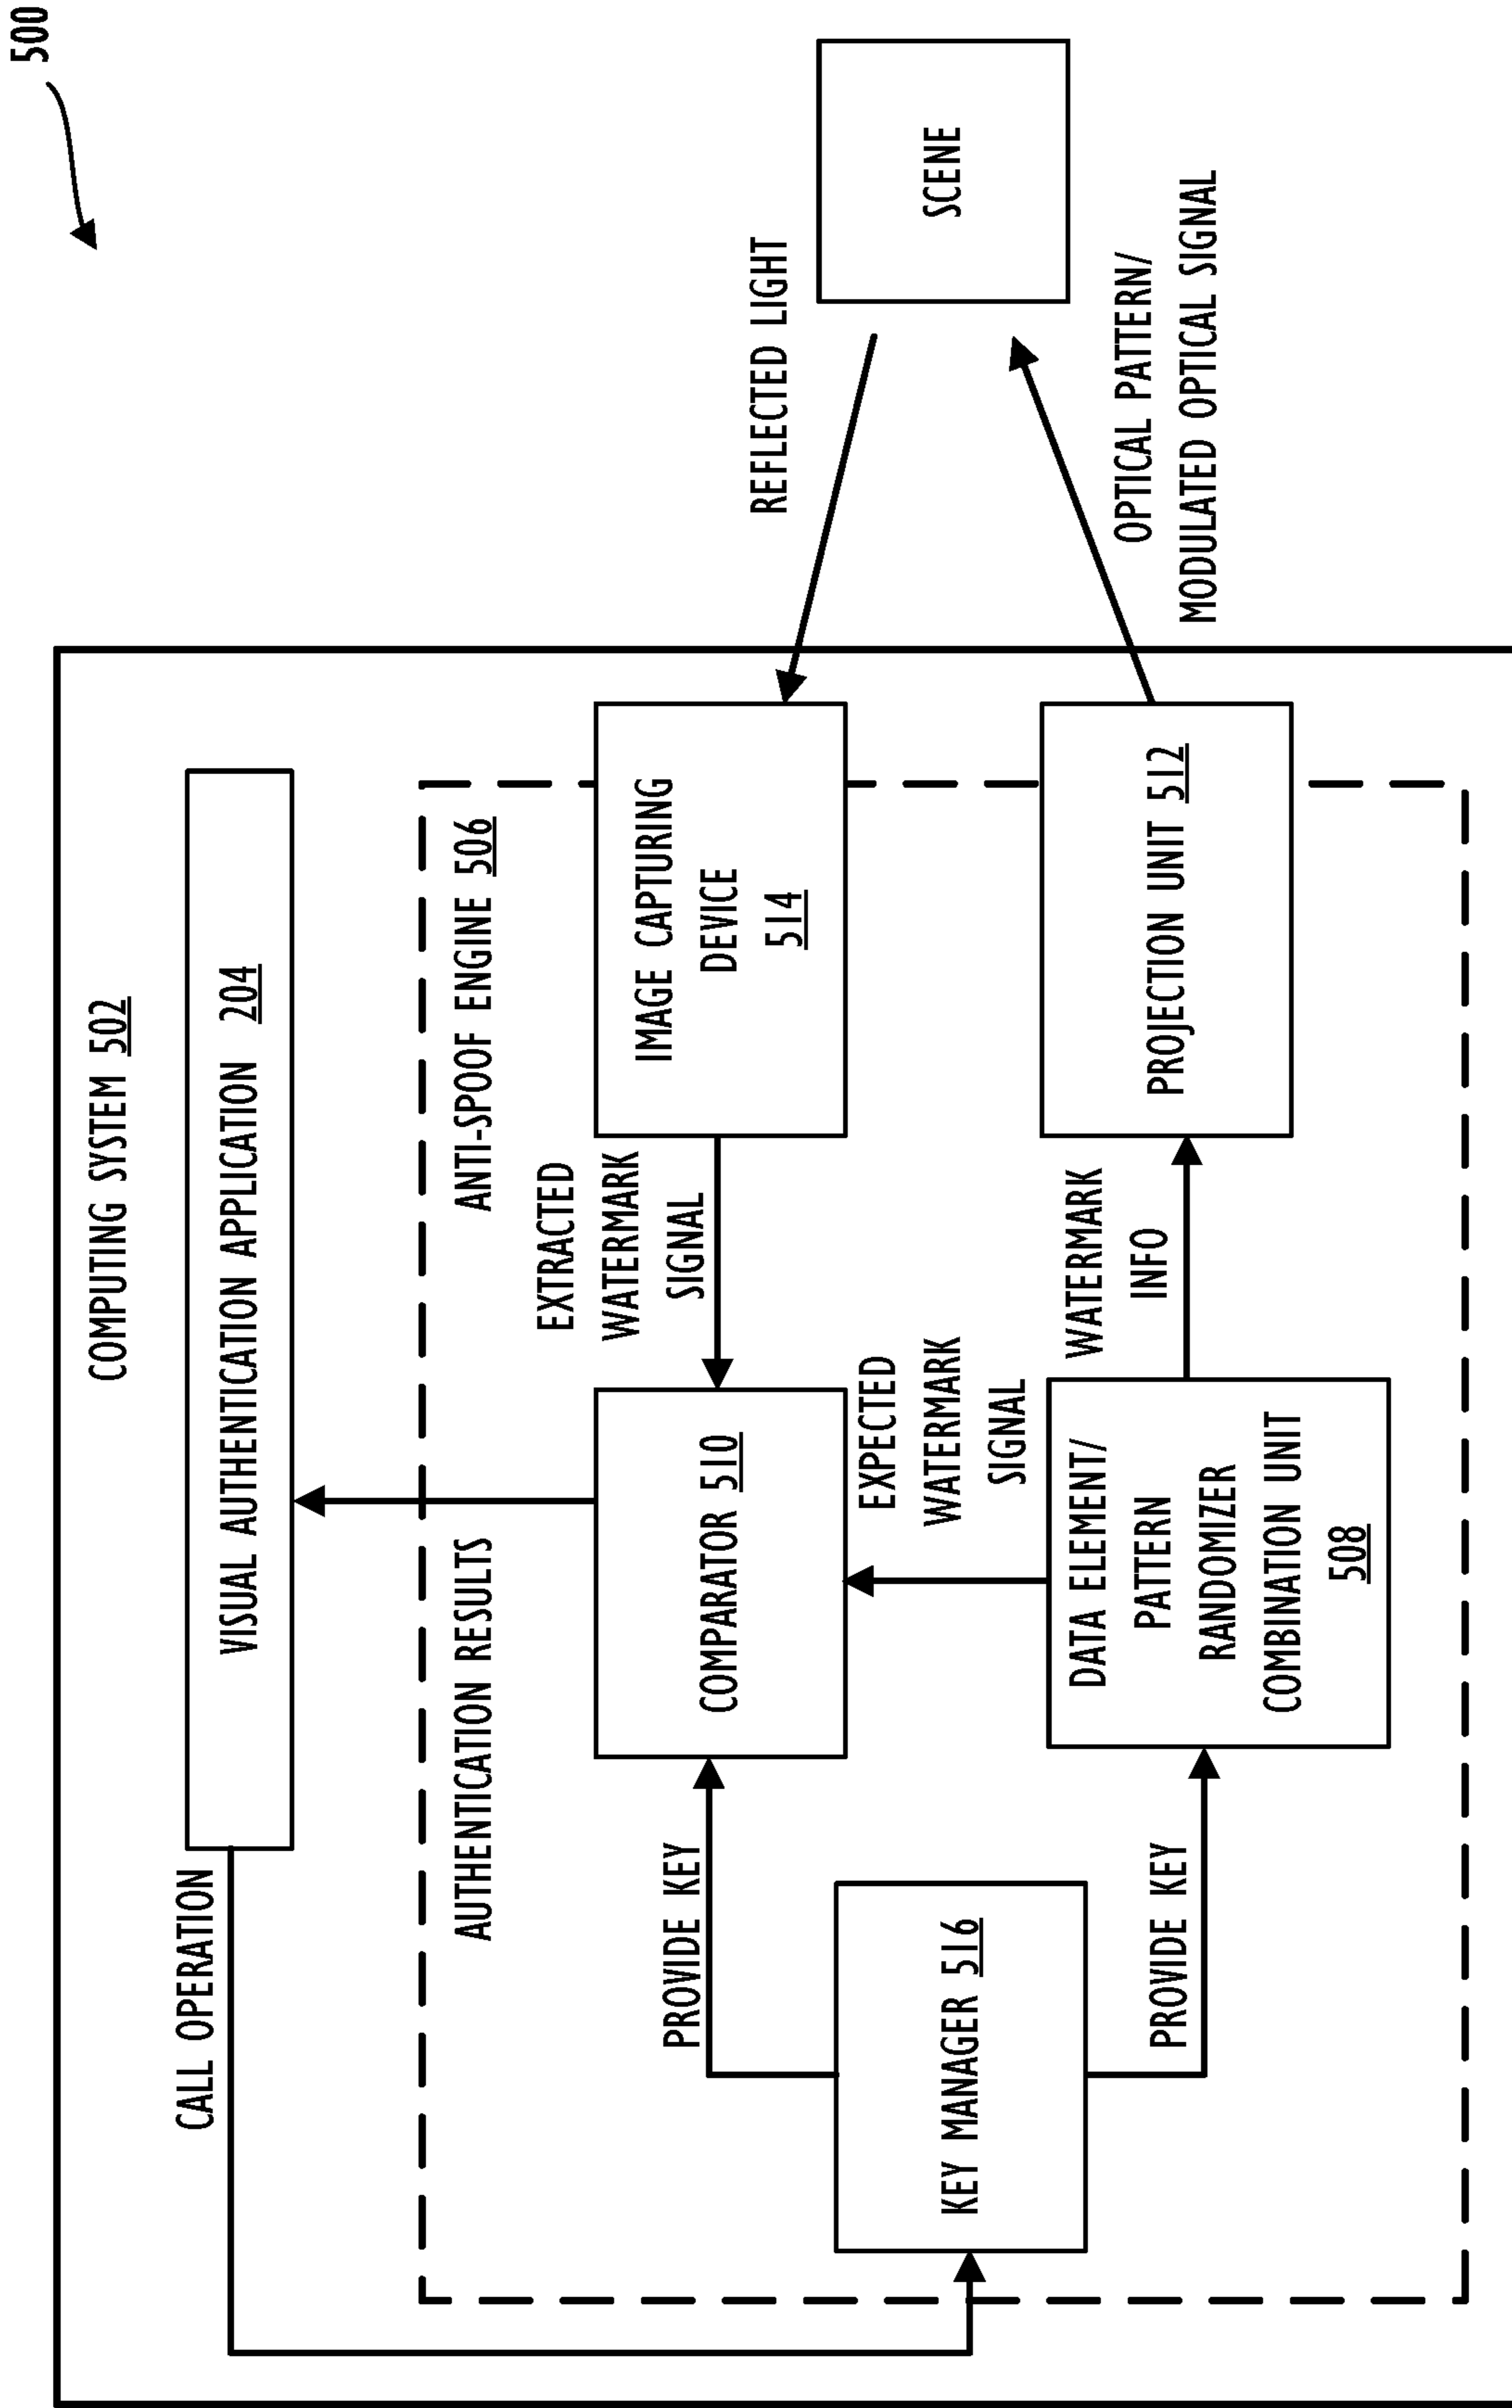 500
COMPUTING SYSTEM 502
CALL OPERATION
VISUAL AUTHENTICATION APPLICATION 204
AUTHENTICATION RESULTS
ANTI-SPOOF ENGINE 506
PROVIDE KEY
COMPARATOR 510
EXTRACTED
WATERMARK
SIGNAL
IMAGE CAPTURING
DEVICE
514
REFLECTED LIGHT
SCENE
KEY MANAGER 516
EXPECTED
WATERMARK
SIGNAL
PROVIDE KEY
DATA ELEMENT/
PATTERN
RANDOMIZER
COMBINATION UNIT
508
WATERMARK
INFO
PROJECTION UNIT 512
OPTICAL PATTERN/
MODULATED OPTICAL SIGNAL